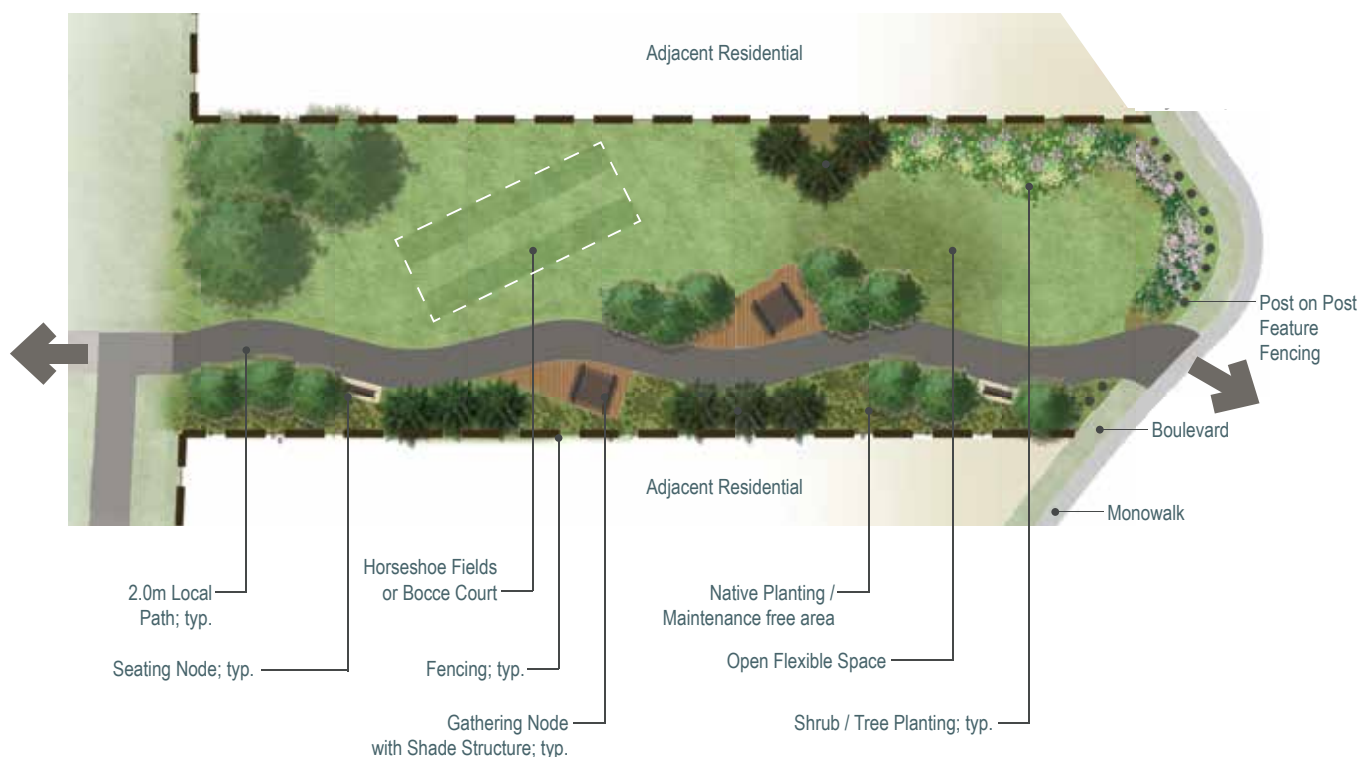 Adjacent Residential
Post on Post
Feature
Fencing
Boulevard
Adjacent Residential
Monowalk
2.0m Local
Path; typ.
Horseshoe Fields
or Bocce Court
Native Planting /
Maintenance free area
Seating Node; typ.
Fencing; typ.
Open Flexible Space
Gathering Node
with Shade Structure; typ.
Shrub / Tree Planting; typ.